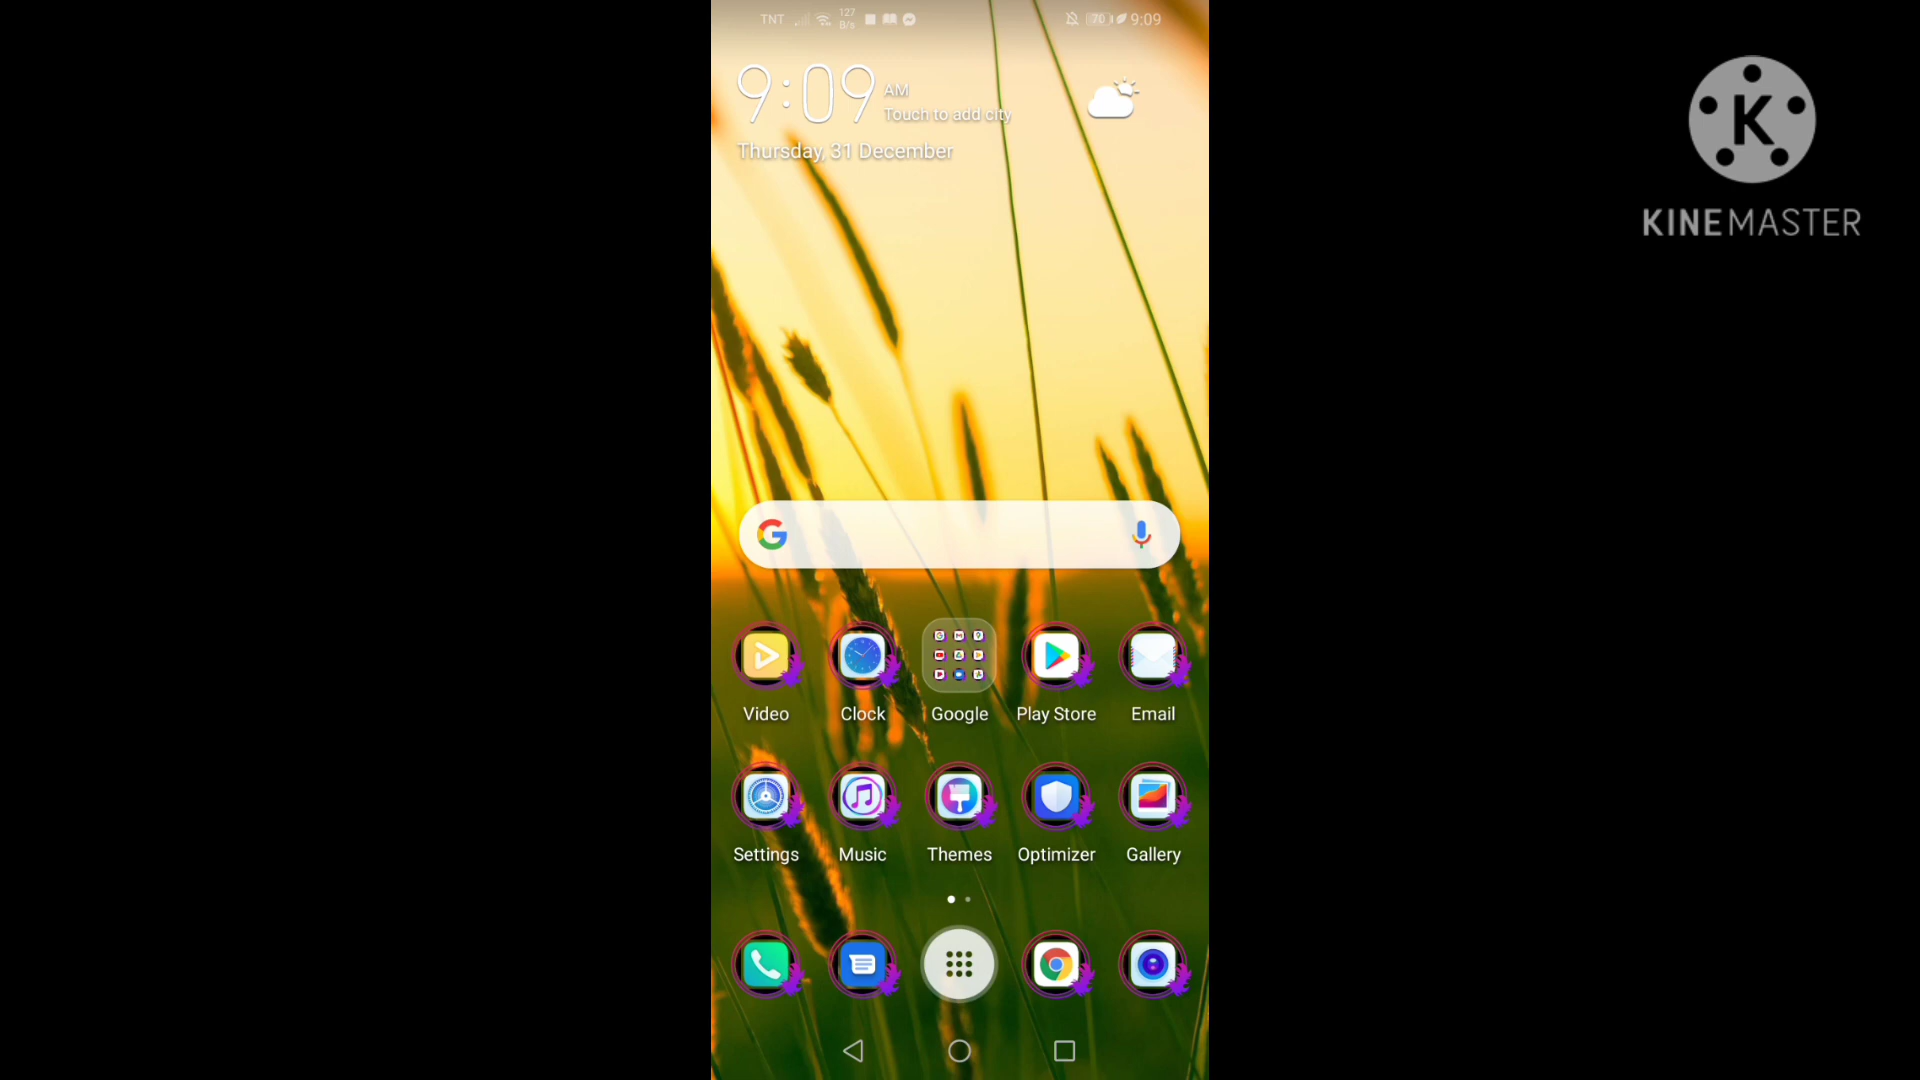 TNT 127 B/s 70 9:09
9:09 AM
Touch to add city
Thursday, 31 December
K
KINEMASTER
G
Video Clock Google Play Store Email
Settings Music Themes Optimizer Gallery